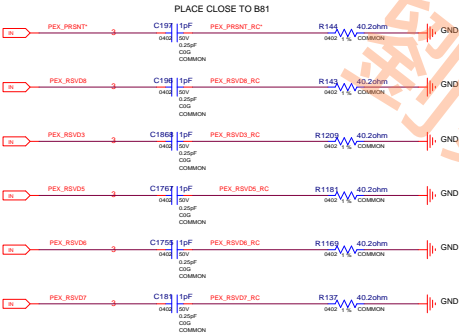 PLACE CLOSE TO B81
IN PEX_PRSNT* 3 C197 1pF PEX_PRSNT_RC* R144 40.2ohm GND
0402 50V 0402 1 % COMMON
0.25pF
C0G
COMMON
IN PEX_RSVD8 3 C196 1pF PEX_RSVD8_RC R143 40.2ohm GND
0402 50V 0402 1 % COMMON
0.25pF
C0G
COMMON
IN PEX_RSVD3 3 C1868 1pF PEX_RSVD3_RC R1209 40.2ohm GND
0402 50V 0402 1 % COMMON
0.25pF
C0G
COMMON
IN PEX_RSVD5 3 C1767 1pF PEX_RSVD5_RC R1181 40.2ohm GND
0402 50V 0402 1 % COMMON
0.25pF
C0G
COMMON
IN PEX_RSVD6 3 C1755 1pF PEX_RSVD6_RC R1169 40.2ohm GND
0402 50V 0402 1 % COMMON
0.25pF
C0G
COMMON
IN PEX_RSVD7 3 C181 1pF PEX_RSVD7_RC R137 40.2ohm GND
0402 50V 0402 1 % COMMON
0.25pF
C0G
COMMON